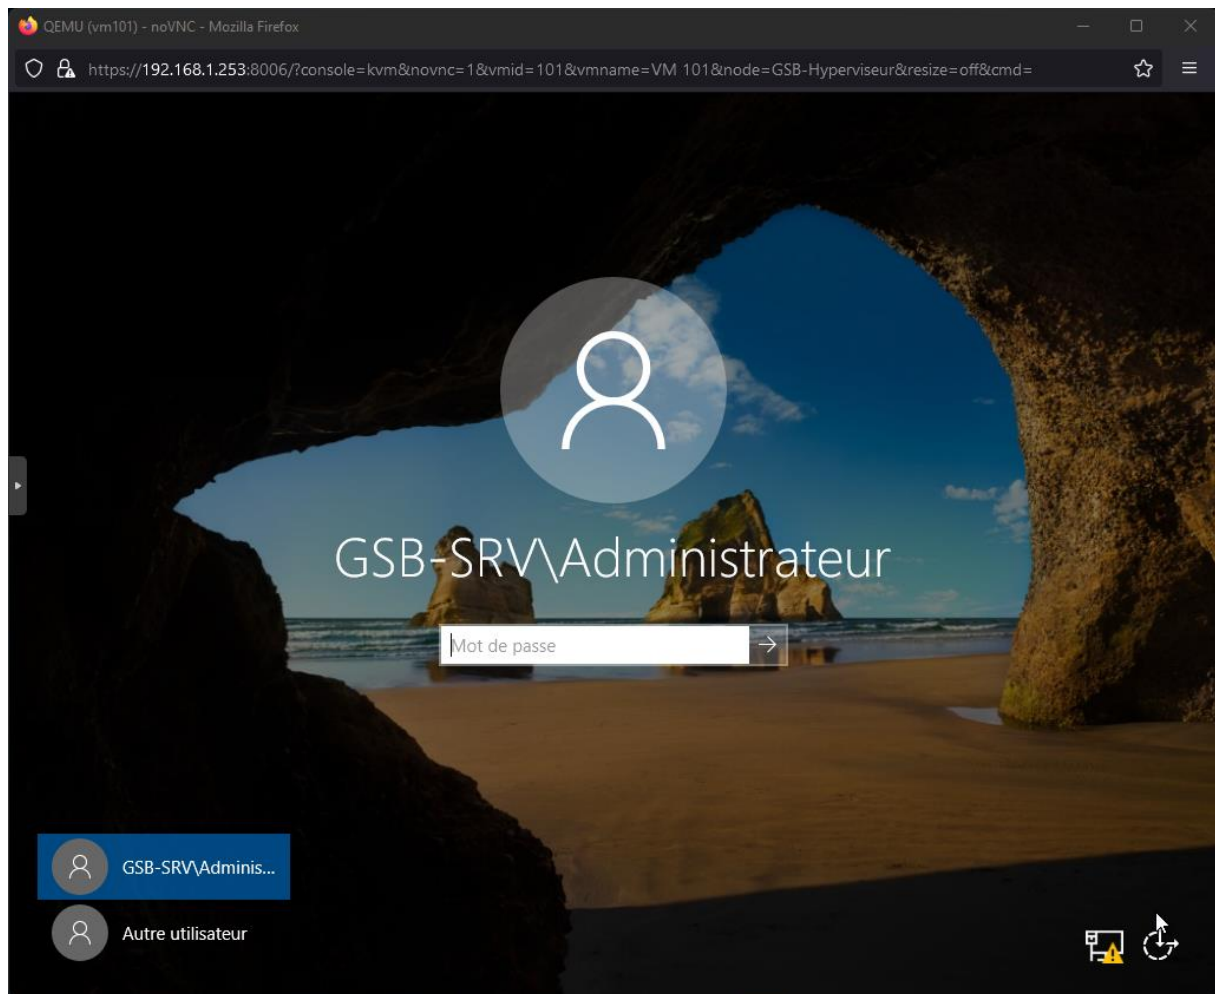 QEMU (vm101) - noVNC - Mozilla Firefox
https://192.168.1.253:8006/?console=kvm&novnc=1&vmid=101&vmname=VM 101&node=GSB-Hyperviseur&resize=off&cmd=
GSB-SRV\Administrateur
Mot de passe
GSB-SRV\Adminis...
Autre utilisateur